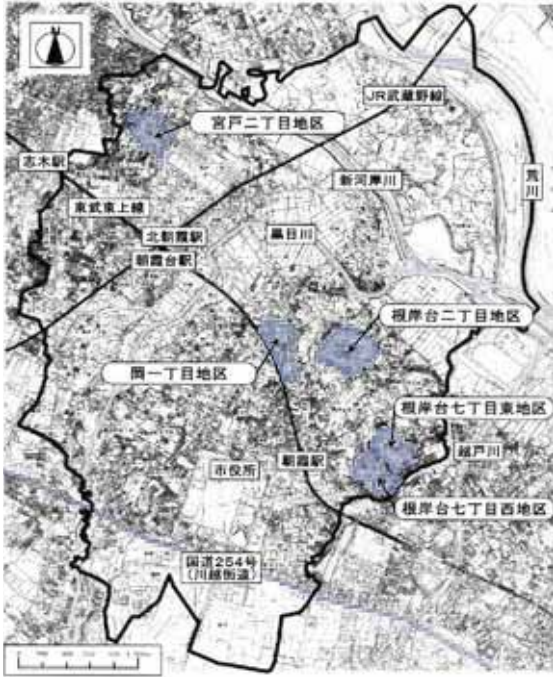 JR武蔵野線
宮戸二丁目地区
志木駅
新河岸川
荒川
東武東上線
北朝霞駅
朝霞台駅
黒目川
根岸台二丁目地区
岡一丁目地区
根岸台七丁目東地区
越戸川
市役所
朝霞駅
根岸台七丁目西地区
国道254号
(川越街道)